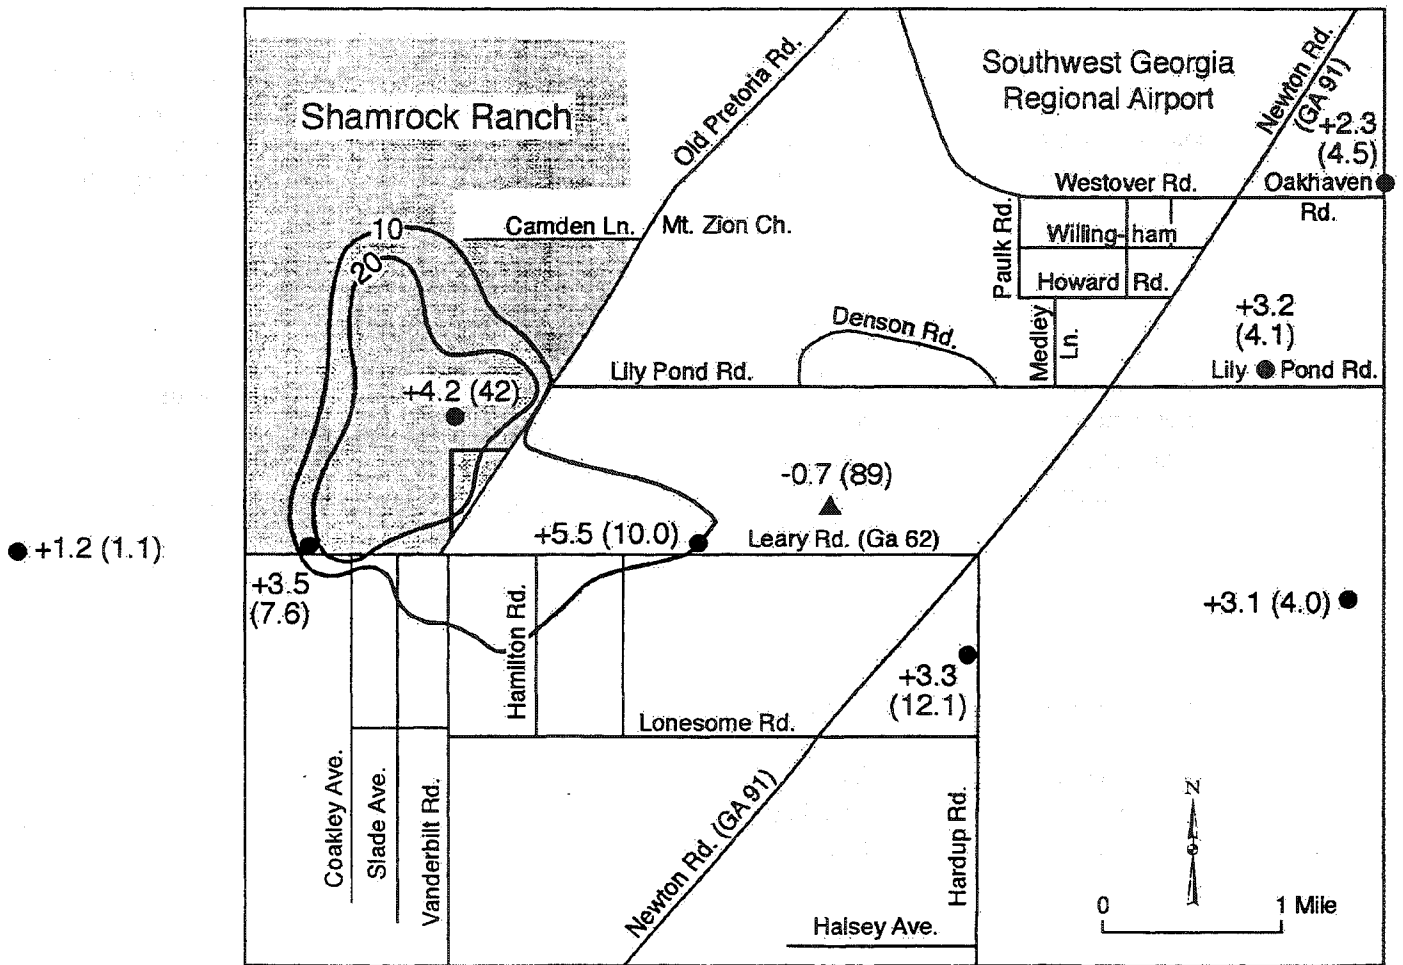 Shamrock Ranch
Old Pretoria Rd.
Southwest Georgia
Regional Airport
Newton Rd.
(GA 91)
+2.3
(4.5)
Oakhaven
Rd.
Westover Rd.
Paulk Rd.
Willing-ham
Howard Rd.
Medley
Ln.
Camden Ln.
Mt. Zion Ch.
10
20
Denson Rd.
+3.2
(4.1)
Lily Pond Rd.
Lily Pond Rd.
+4.2 (42)
-0.7 (89)
+5.5 (10.0)
Leary Rd. (Ga 62)
+1.2 (1.1)
+3.5
(7.6)
Hamilton Rd.
+3.1 (4.0)
+3.3
(12.1)
Lonesome Rd.
Coakley Ave.
Slade Ave.
Vanderbilt Rd.
Newton Rd. (GA 91)
Hardup Rd.
Halsey Ave.
N
0 1 Mile